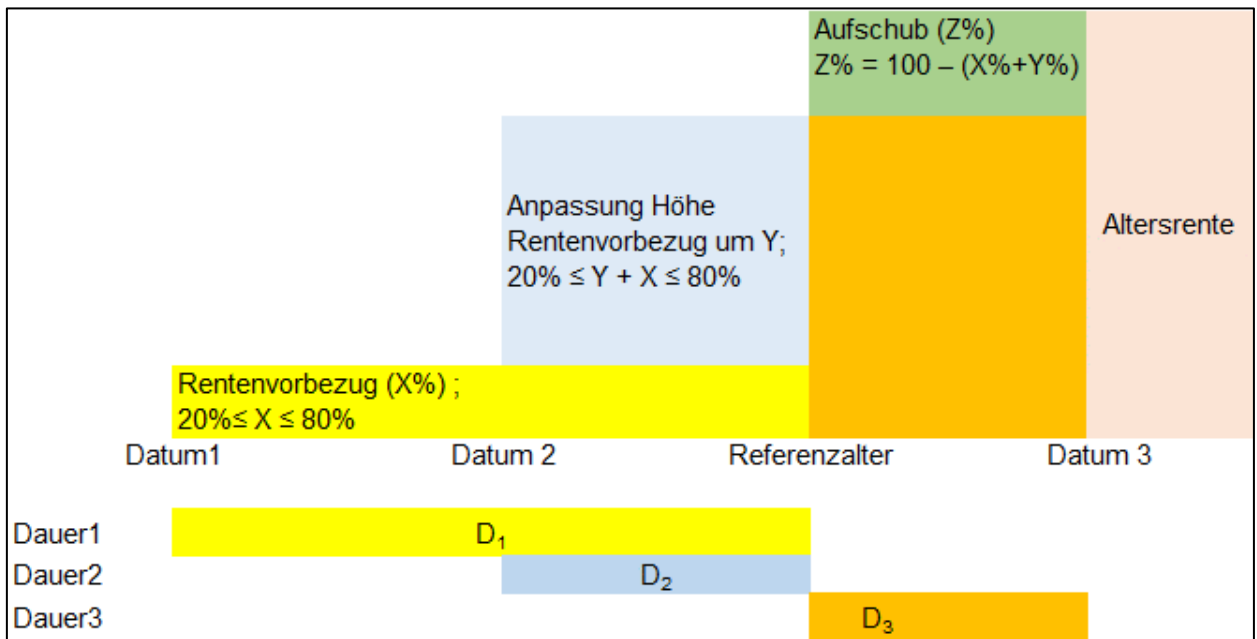 Aufschub (Z%)
Z% = 100 – (X%+Y%)
Anpassung Höhe
Rentenvorbezug um Y;
20% ≤ Y + X ≤ 80%
Altersrente
Rentenvorbezug (X%) ;
20%≤ X ≤ 80%
Datum1
Datum 2
Referenzalter
Datum 3
Dauer1
D₁
Dauer2
D₂
Dauer3
D₃